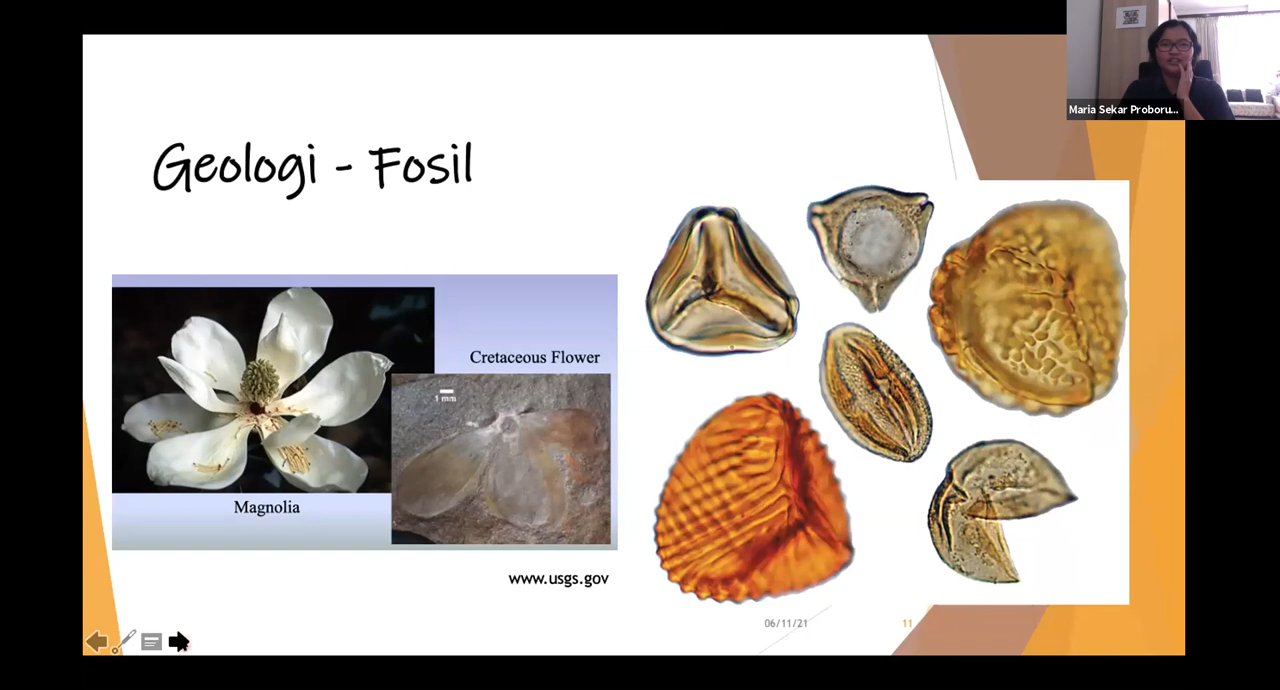 Maria Sekar Proboru...
Geologi - Fosil
Cretaceous Flower
1 mm
Magnolia
www.usgs.gov
06/11/21
11